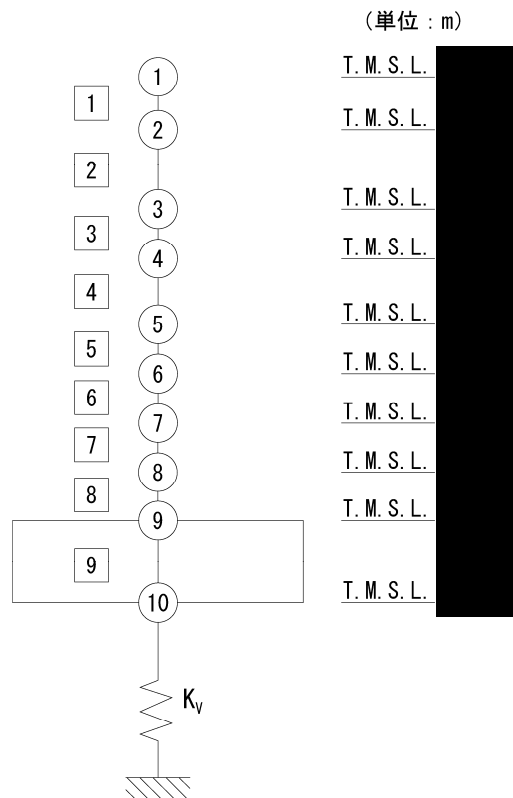 (単位:m)
1 T.M.S.L.
1
2 T.M.S.L.
2
3 T.M.S.L.
3
4 T.M.S.L.
4
5 T.M.S.L.
5
6 T.M.S.L.
6
7 T.M.S.L.
7
8 T.M.S.L.
8
9 T.M.S.L.
9
10 T.M.S.L.
KV